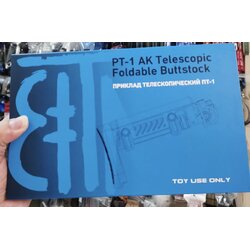 PT-1 AK Telescopic
Foldable Buttstock
ПРИКЛАД ТЕЛЕСКОПИЧЕСКИЙ ПТ-1
TOY USE ONLY